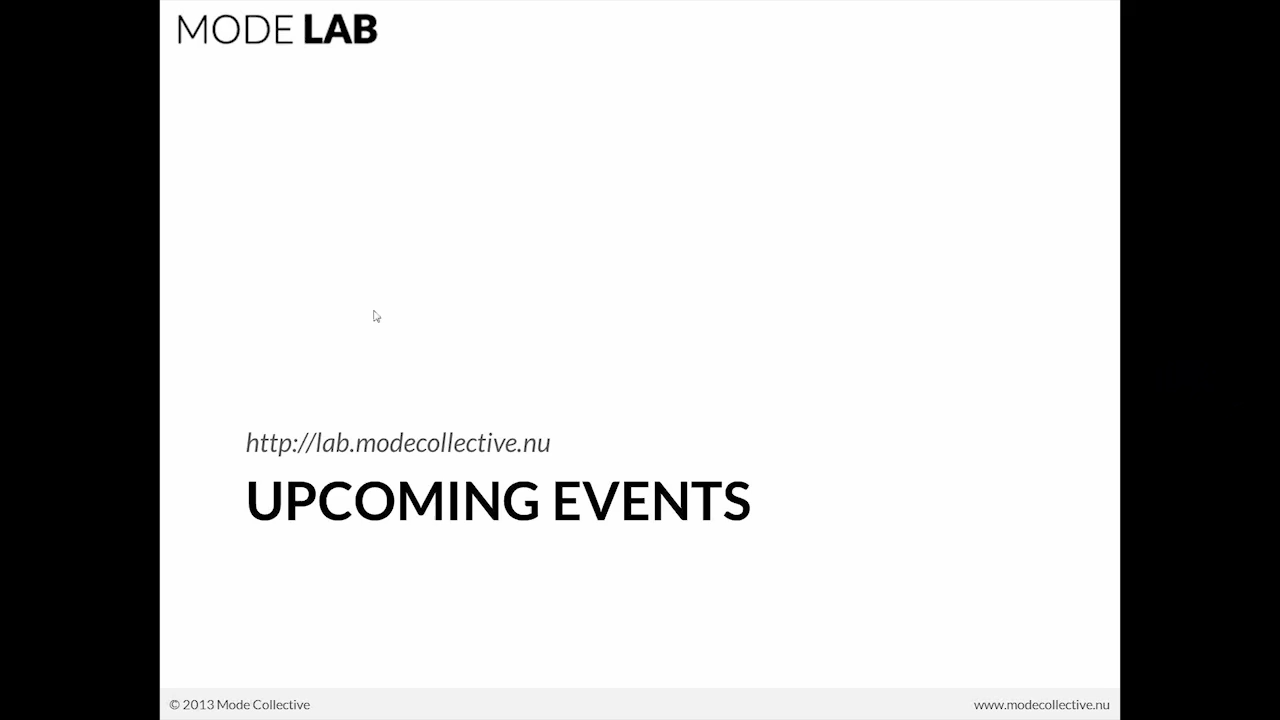 MODE LAB
http://lab.modecollective.nu
UPCOMING EVENTS
© 2013 Mode Collective
www.modecollective.nu